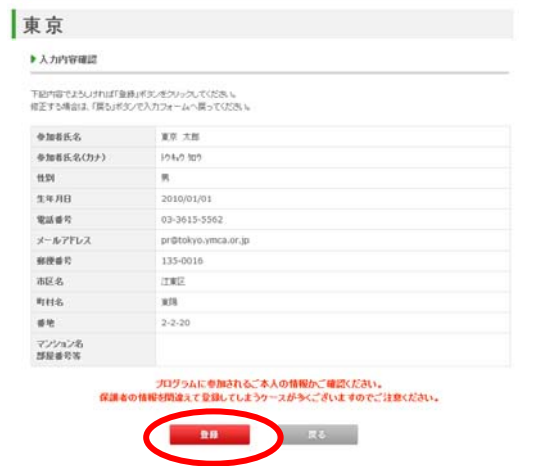 東京
入力内容確認
下記内容でよろしければ「登録」ボタンをクリックしてください。
修正する場合は、「戻る」ボタンで入力フォームへ戻ってください。
参加者氏名 東京 太郎
参加者氏名(カナ) トウキョウ タロウ
性別 男
生年月日 2010/01/01
電話番号 03-3615-5562
メールアドレス pr@tokyo.ymca.or.jp
郵便番号 135-0016
市区名 江東区
町村名 東陽
番地 2-2-20
マンション名
部屋番号等
プログラムに参加されるご本人の情報かご確認ください。
保護者の情報を間違えて登録してしまうケースが多くございますのでご注意ください。
登録 戻る